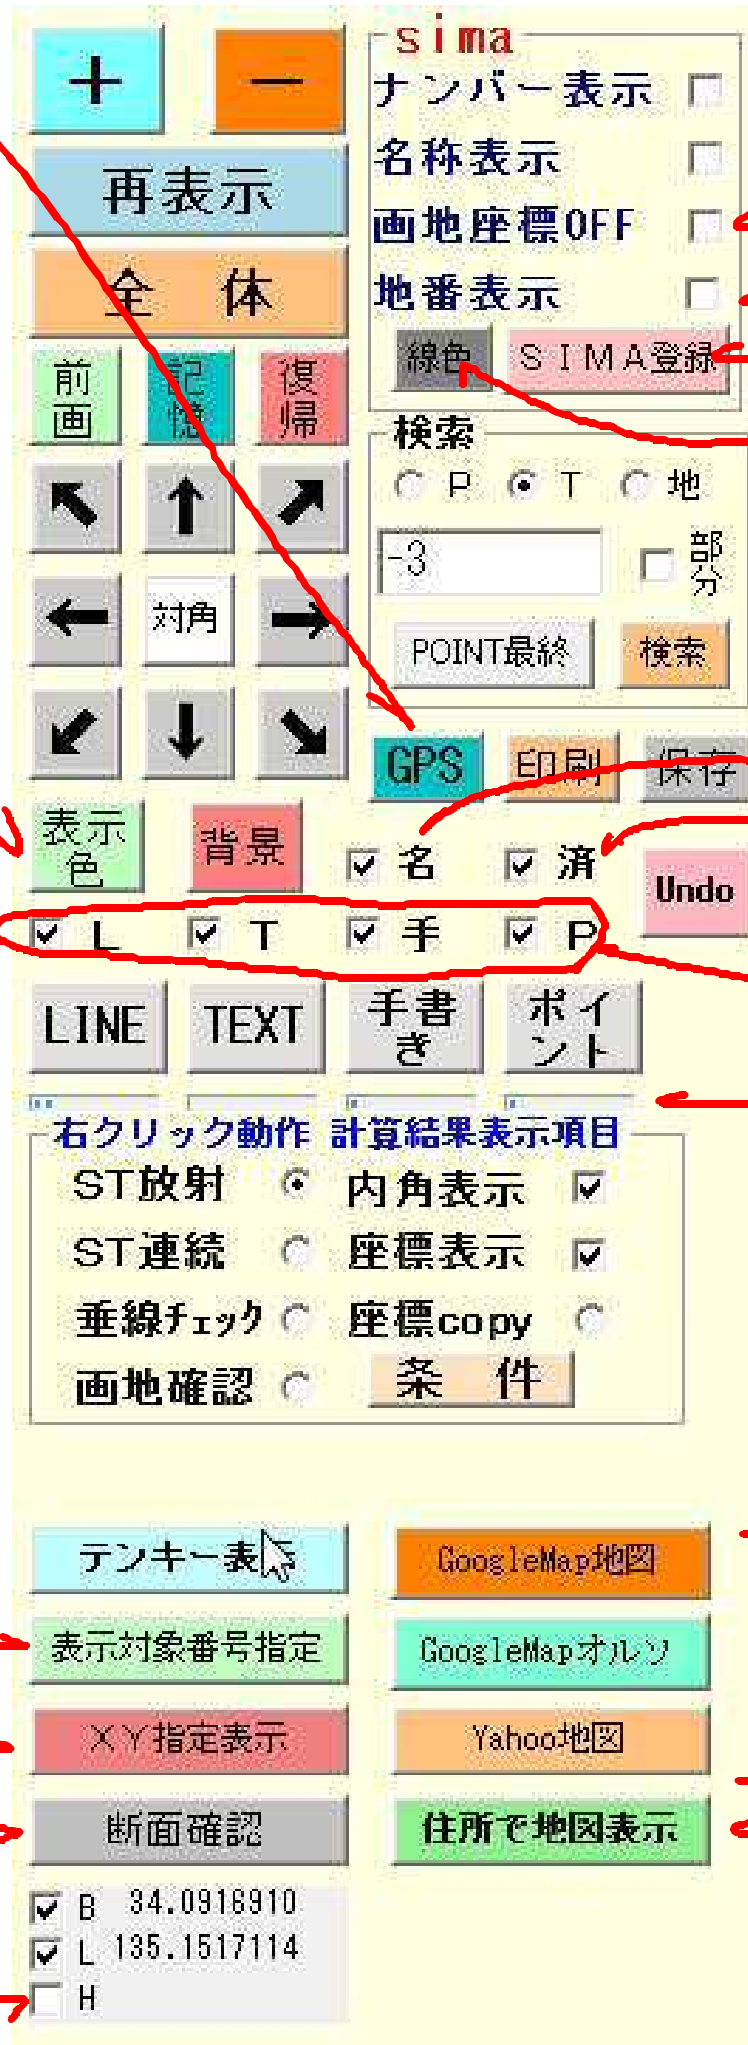 ＋ －
再表示
全　体
前画 記憶 復帰
対角
sima
ナンバー表示
名称表示
画地座標OFF
地番表示
線色 ＳＩＭＡ登録
検索
P T 地
-3 部分
POINT最終 検索
GPS 印刷 保存
表示色 背景 名 済 Undo
L T 手 P
LINE TEXT 手書き ポイント
右クリック動作 計算結果表示項目
ST放射 内角表示
ST連続 座標表示
垂線ﾁｪｯｸ 座標copy
画地確認 条　件
テンキー表示 GoogleMap地図
表示対象番号指定 GoogleMapオルソ
ＸＹ指定表示 Yahoo地図
断面確認 住所で地図表示
B 34.0916910
L 135.1517114
H